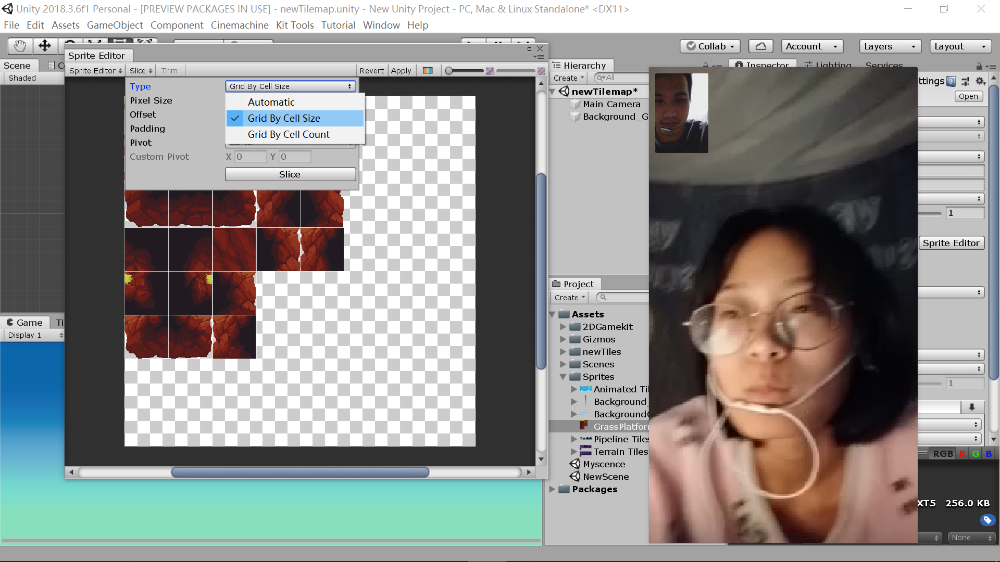 Unity 2018.3.6f1 Personal - [PREVIEW PACKAGES IN USE] - newTilemap.unity - New Unity Project - PC, Mac & Linux Standalone* <DX11>
File Edit Assets GameObject Component Cinemachine Kit Tools Tutorial Window Help
Collab Account Layers Layout
Sprite Editor
Scene
Hierarchy Inspector Lighting Services
Sprite Editor Slice Trim Revert Apply
Shaded
Create All
Type Grid By Cell Size
ttings
newTilemap*
Open
Pixel Size
Automatic
Main Camera
Offset
Grid By Cell Size
Background_G
Padding
Grid By Cell Count
Pivot
Custom Pivot X 0 Y 0
Slice
1
Sprite Editor
Project
Create
Assets
Game Ti
2DGamekit
Display 1
Gizmos
newTiles
Scenes
Sprites
1
Animated Til
Background_
Background
GrassPlatfor
Pipeline Tiles
Terrain Tiles
RGB R G B
Myscence
NewScene
Packages
XT5 256.0 KB
None